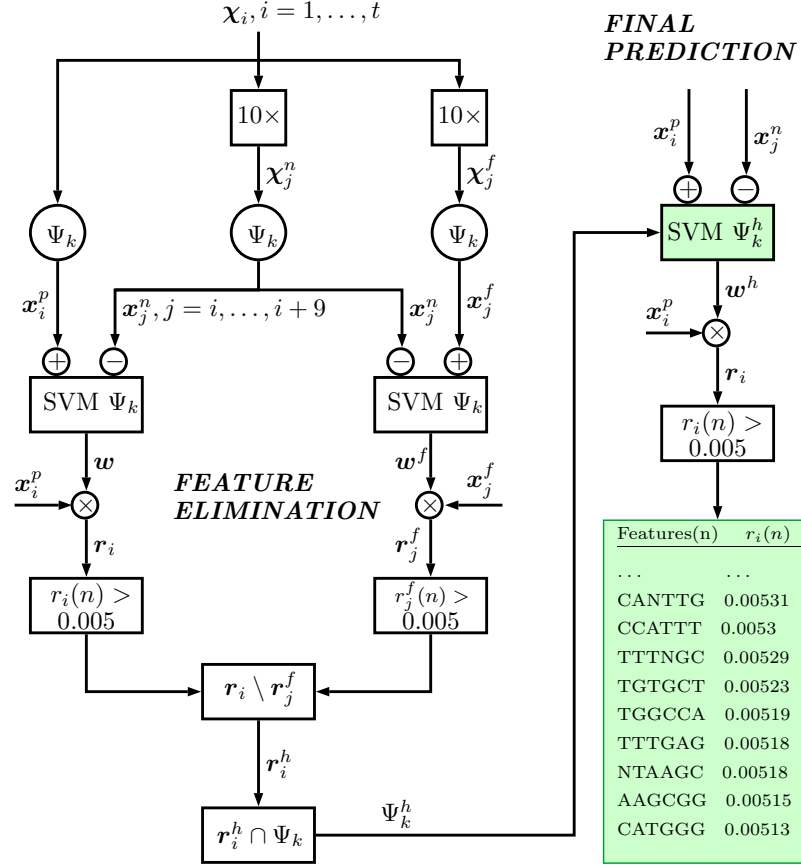 χ_i, i = 1, . . . , t
FINAL
PREDICTION
10×
10×
x_i^p
x_j^n
χ_j^n
χ_j^f
+
−
Ψ_k
Ψ_k
Ψ_k
SVM Ψ_k^h
w^h
x_i^p
x_j^n, j = i, . . . , i + 9
x_j^n
x_j^f
x_i^p
×
+
−
−
+
r_i
SVM Ψ_k
SVM Ψ_k
r_i(n) >
0.005
w
w^f
x_i^p
×
FEATURE
ELIMINATION
×
x_j^f
r_i
r_j^f
r_i(n) >
0.005
r_j^f(n) >
0.005
r_i \ r_j^f
r_i^h
r_i^h ∩ Ψ_k
Ψ_k^h
Features(n) r_i(n)
. . . . . .
CANTTG 0.00531
CCATTT 0.0053
TTTNGC 0.00529
TGTGCT 0.00523
TGGCCA 0.00519
TTTGAG 0.00518
NTAAGC 0.00518
AAGCGG 0.00515
CATGGG 0.00513